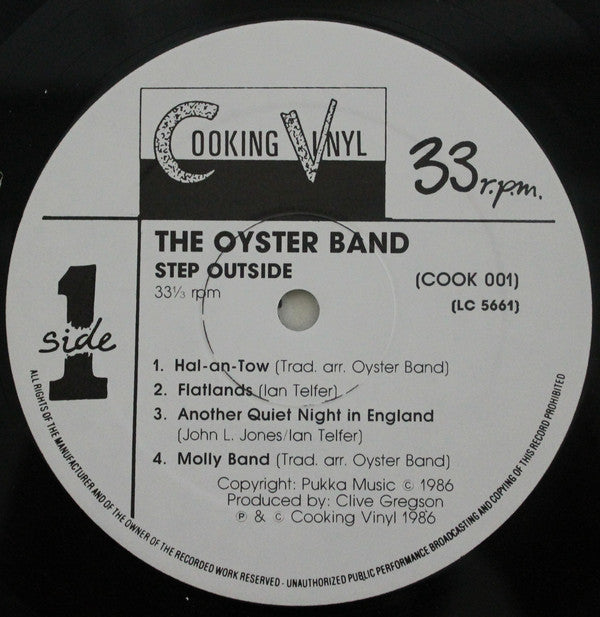 COOKING VINYL
33 r.p.m.
THE OYSTER BAND
STEP OUTSIDE
33⅓ rpm
(COOK 001)
(LC 5661)
1 side
1. Hal-an-Tow (Trad. arr. Oyster Band)
2. Flatlands (Ian Telfer)
3. Another Quiet Night in England
(John L. Jones/Ian Telfer)
4. Molly Band (Trad. arr. Oyster Band)
Copyright: Pukka Music © 1986
Produced by: Clive Gregson
℗ & © Cooking Vinyl 1986
ALL RIGHTS OF THE MANUFACTURER AND OF THE OWNER OF THE RECORDED WORK RESERVED - UNAUTHORIZED PUBLIC PERFORMANCE BROADCASTING AND COPYING OF THIS RECORD PROHIBITED